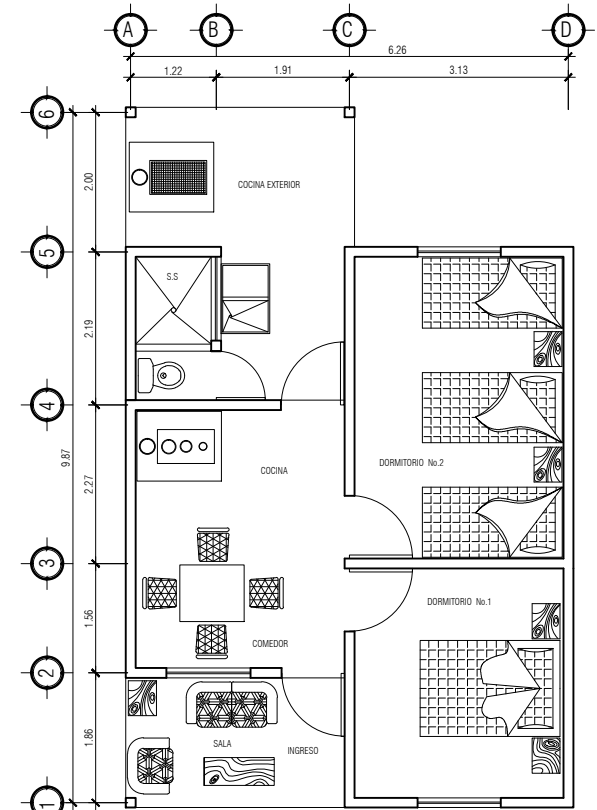 A B C D
6.26
1.22 1.91 3.13
6
2.00
COCINA EXTERIOR
5
S.S
2.19
4
9.87
2.27
COCINA
DORMITORIO No.2
3
DORMITORIO No.1
1.56
COMEDOR
2
1.86
SALA
INGRESO
1